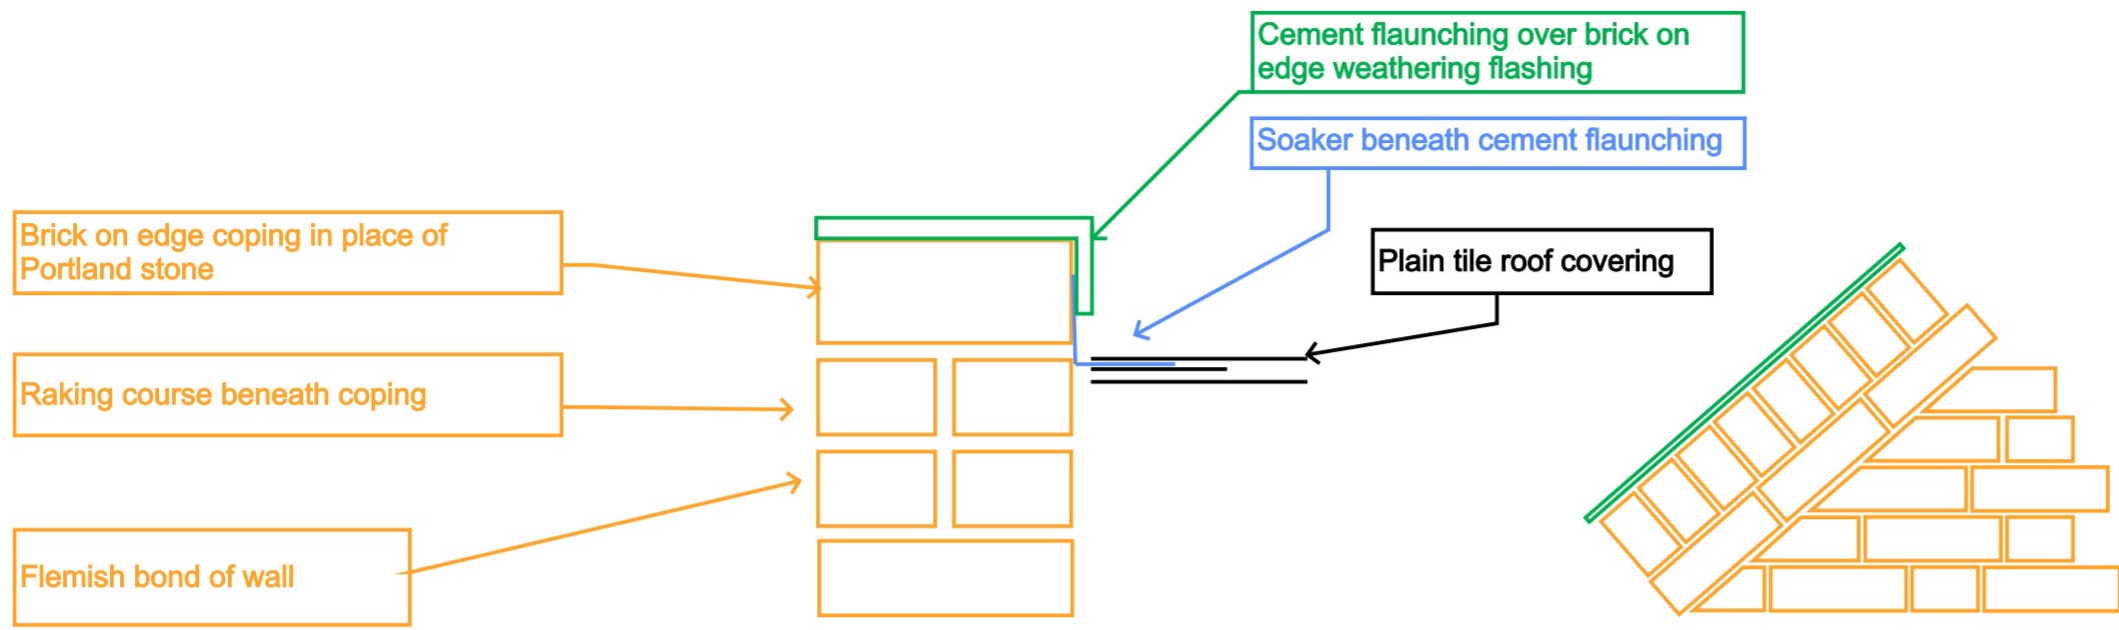 Cement flaunching over brick on
edge weathering flashing
Soaker beneath cement flaunching
Brick on edge coping in place of
Portland stone
Plain tile roof covering
Raking course beneath coping
Flemish bond of wall